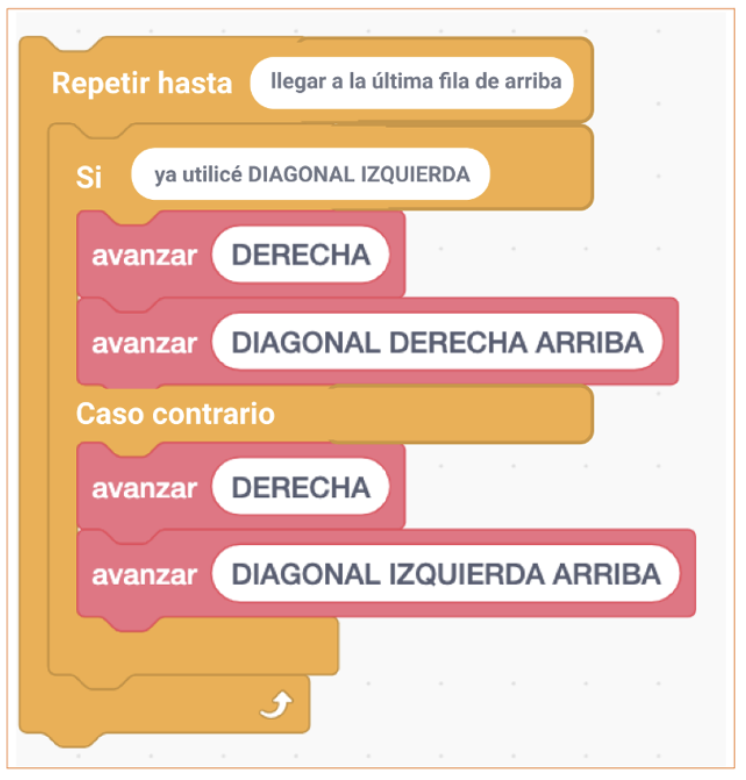 Repetir hasta llegar a la última fila de arriba
Si ya utilicé DIAGONAL IZQUIERDA
avanzar DERECHA
avanzar DIAGONAL DERECHA ARRIBA
Caso contrario
avanzar DERECHA
avanzar DIAGONAL IZQUIERDA ARRIBA